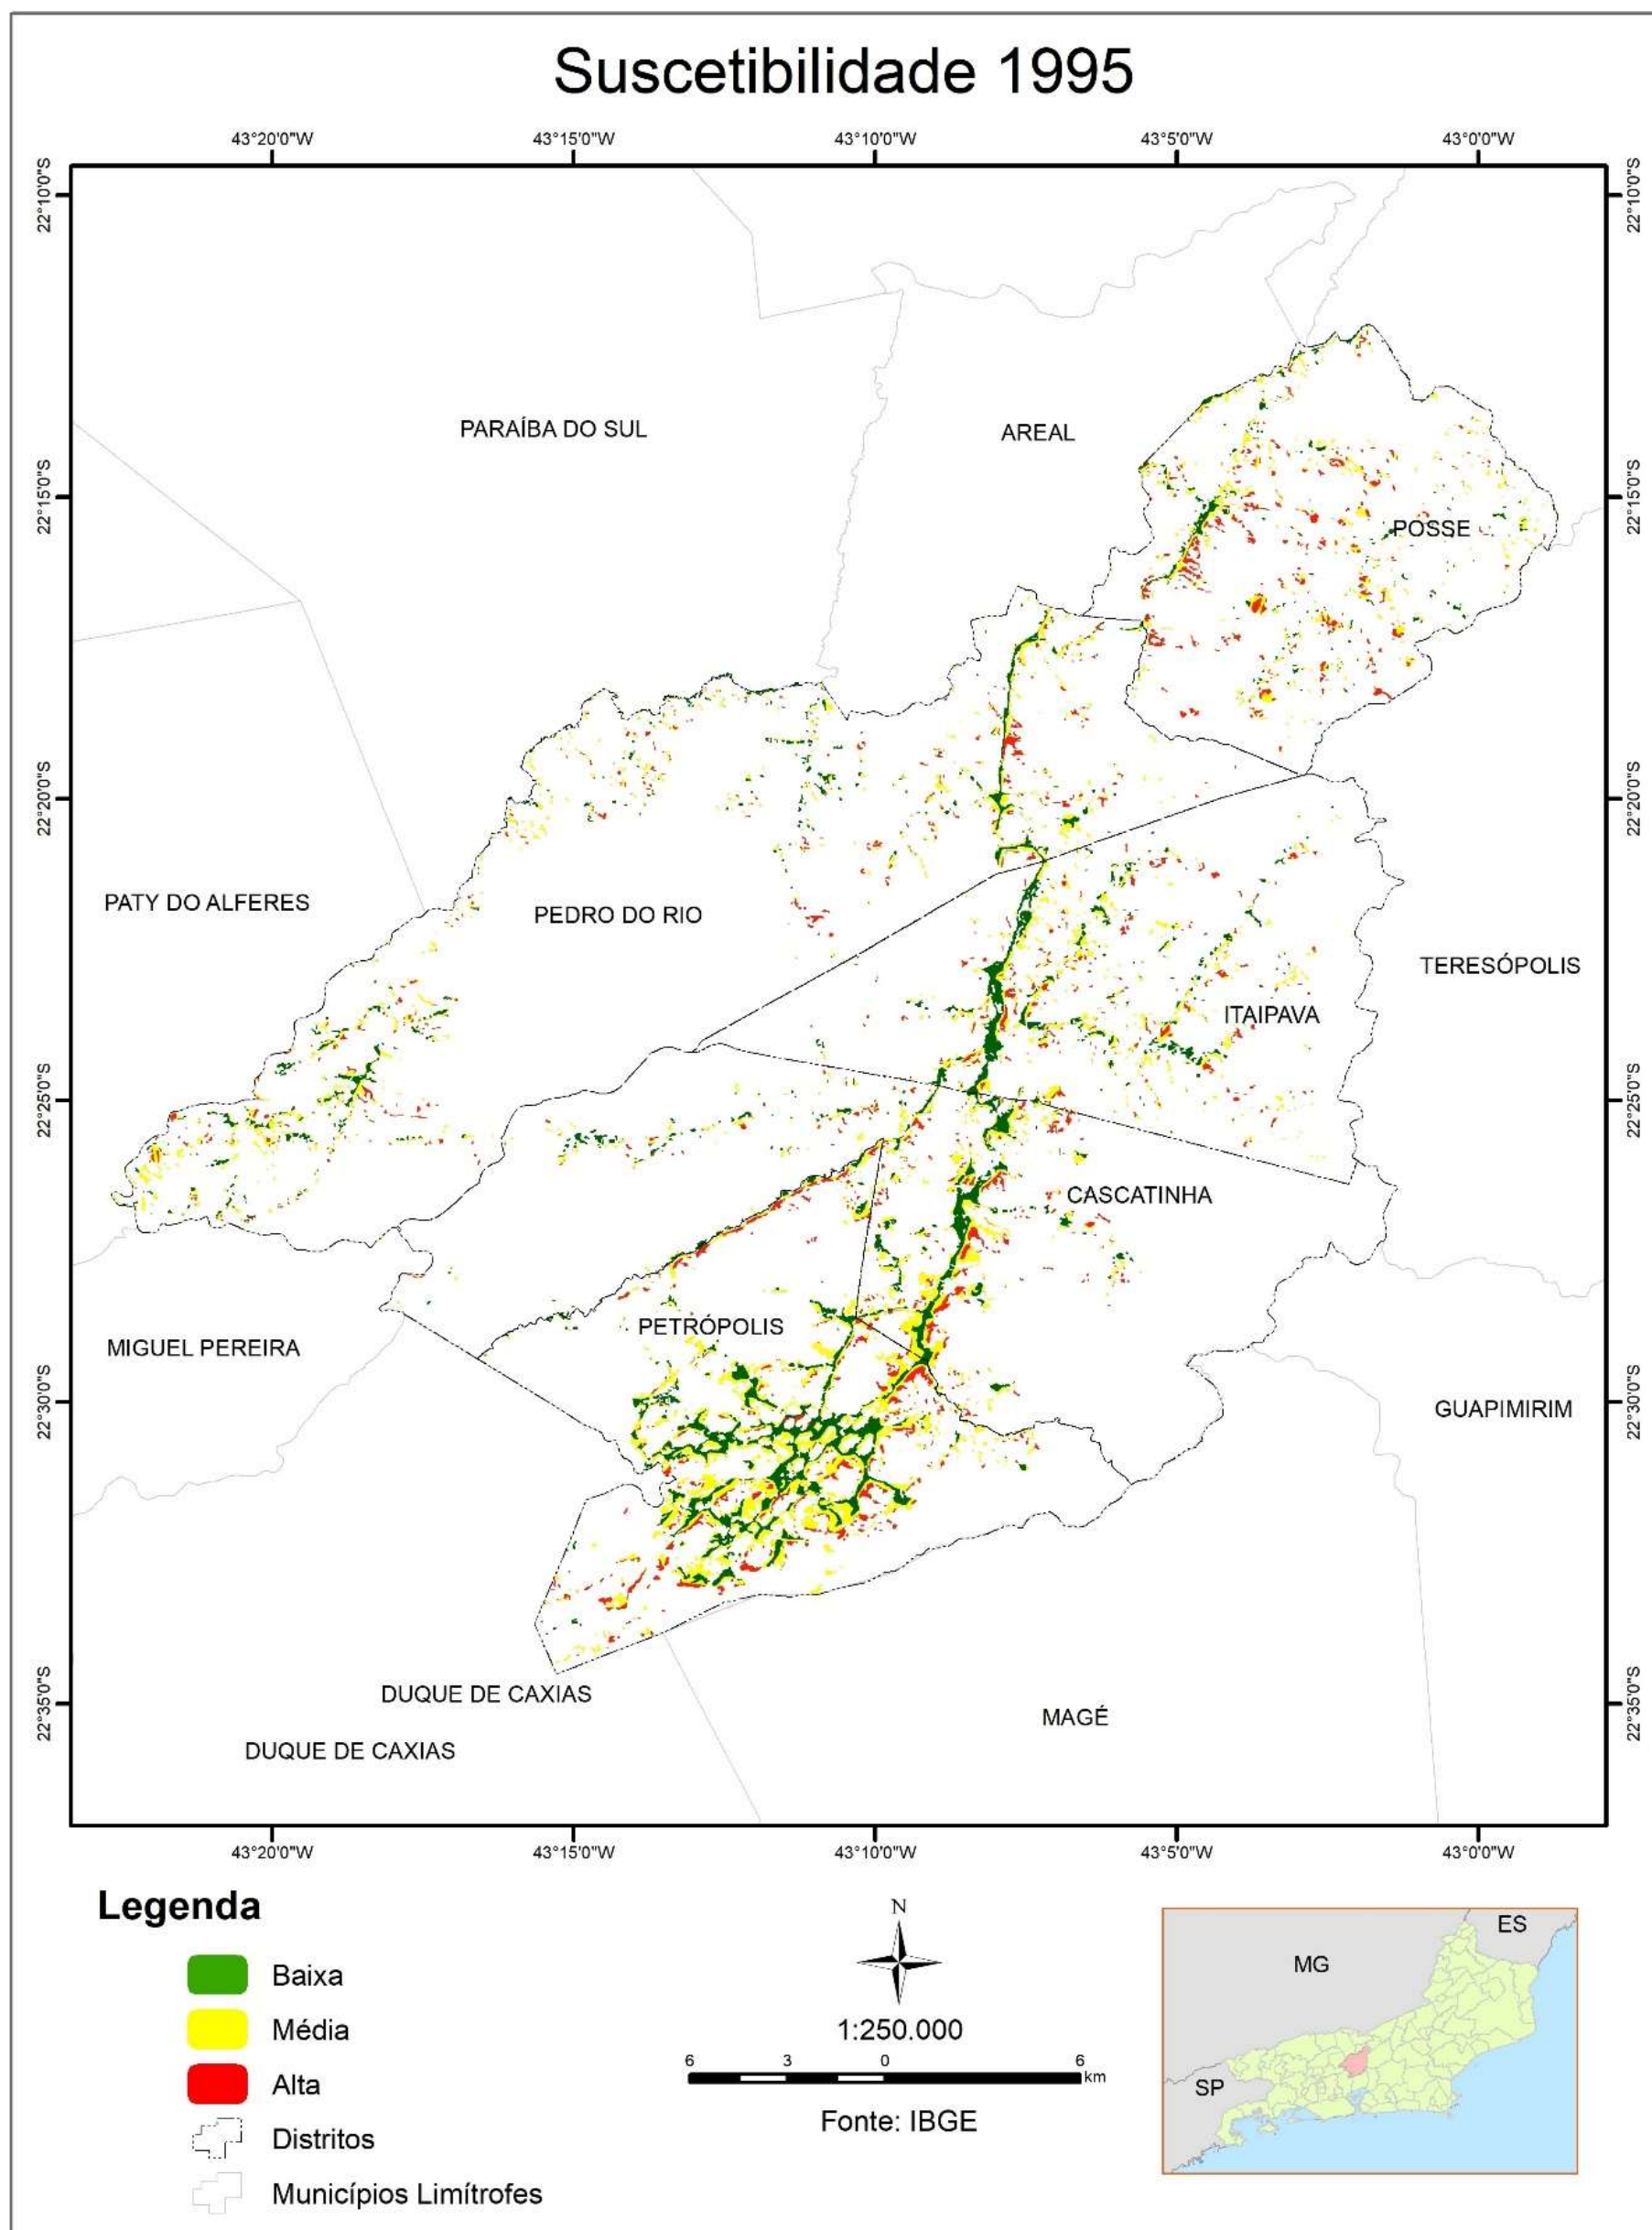 Suscetibilidade 1995
43°20'0"W
43°15'0"W
43°10'0"W
43°5'0"W
43°0'0"W
22°10'0"S
22°10'0"S
PARAÍBA DO SUL
AREAL
22°15'0"S
22°15'0"S
POSSE
22°20'0"S
22°20'0"S
PATY DO ALFERES
PEDRO DO RIO
TERESÓPOLIS
ITAIPAVA
22°25'0"S
22°25'0"S
CASCATINHA
PETRÓPOLIS
MIGUEL PEREIRA
22°30'0"S
22°30'0"S
GUAPIMIRIM
DUQUE DE CAXIAS
22°35'0"S
22°35'0"S
MAGÉ
DUQUE DE CAXIAS
43°20'0"W
43°15'0"W
43°10'0"W
43°5'0"W
43°0'0"W
Legenda
Baixa
Média
Alta
Distritos
Municípios Limítrofes
N
1:250.000
6 3 0 6
km
Fonte: IBGE
ES
MG
SP